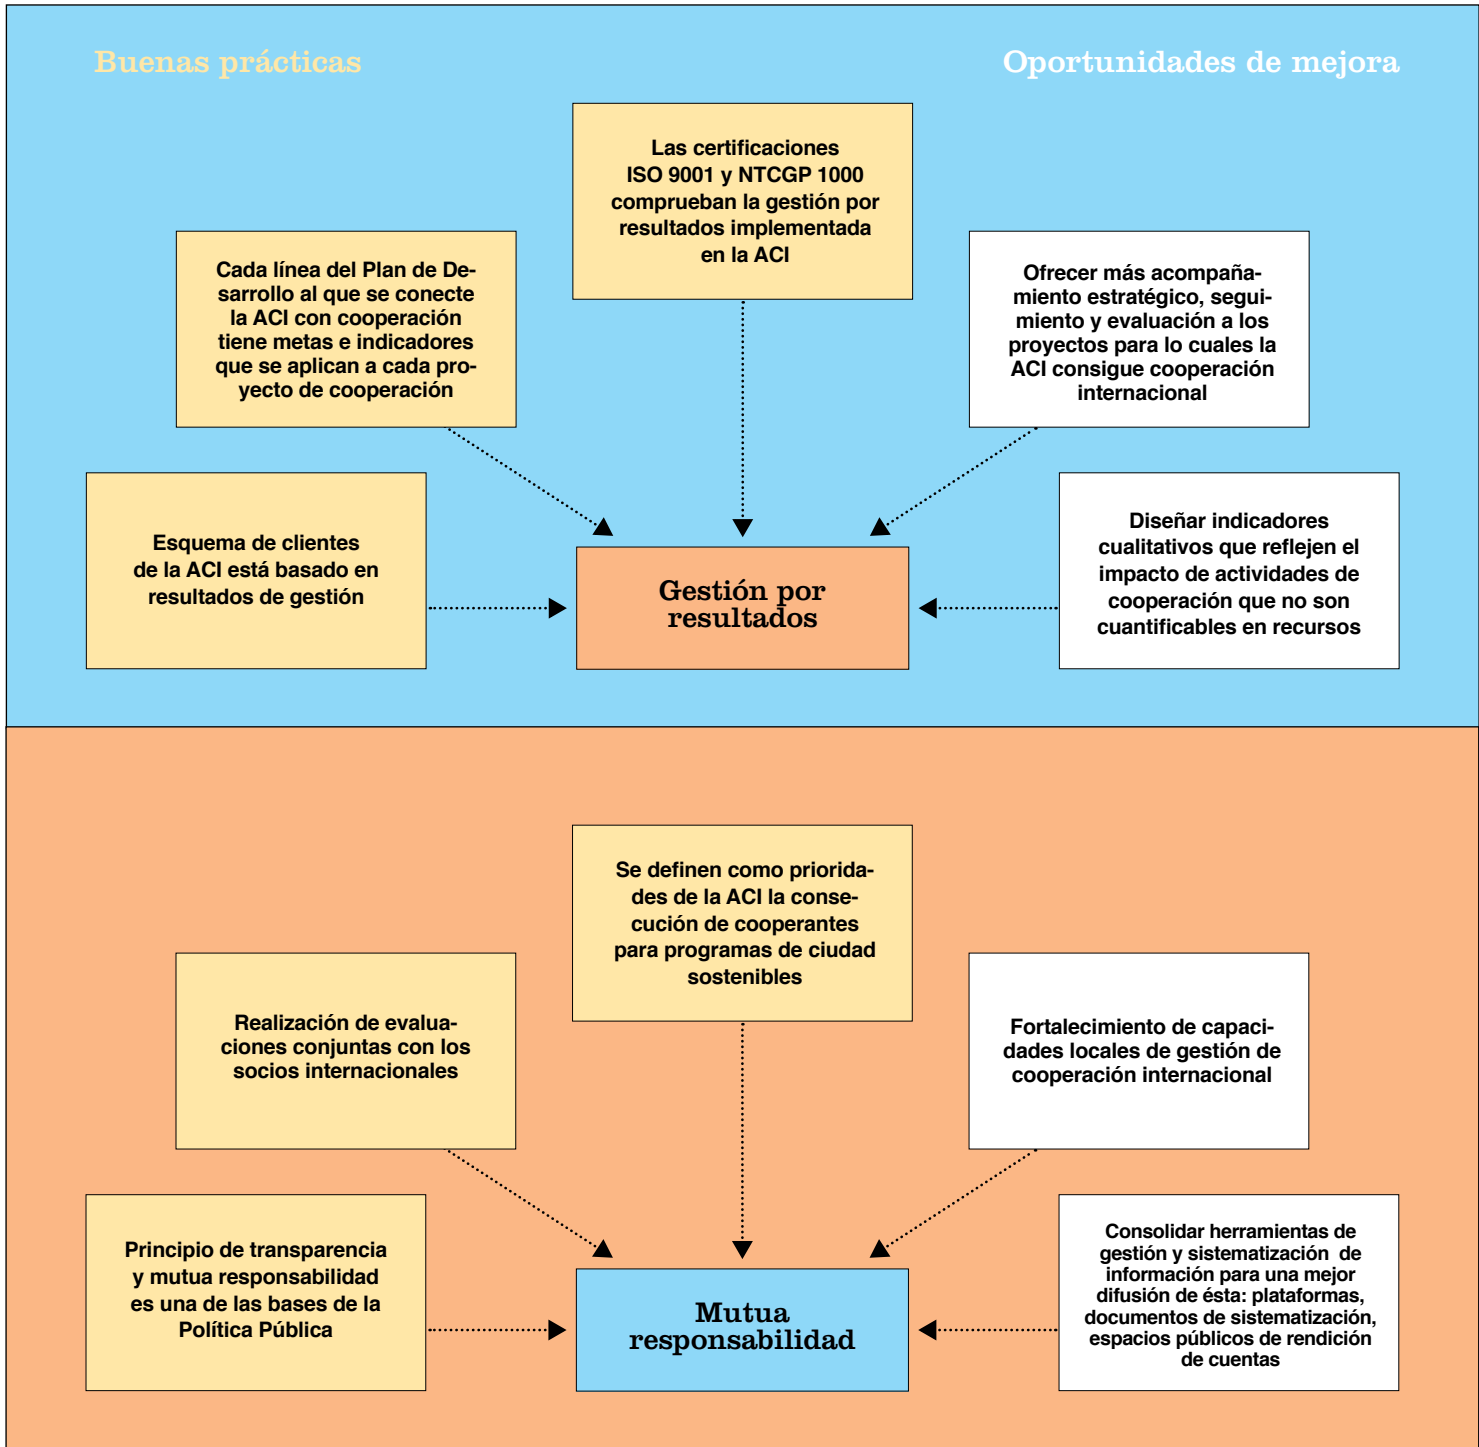 Buenas prácticas
Oportunidades de mejora
Las certificaciones
ISO 9001 y NTCGP 1000
comprueban la gestión por
resultados implementada
en la ACI
Cada línea del Plan de De-
sarrollo al que se conecte
la ACI con cooperación
tiene metas e indicadores
que se aplican a cada pro-
yecto de cooperación
Ofrecer más acompaña-
miento estratégico, segui-
miento y evaluación a los
proyectos para lo cuales la
ACI consigue cooperación
internacional
Esquema de clientes
de la ACI está basado en
resultados de gestión
Diseñar indicadores
cualitativos que reflejen el
impacto de actividades de
cooperación que no son
cuantificables en recursos
Gestión por
resultados
Se definen como priorida-
des de la ACI la conse-
cución de cooperantes
para programas de ciudad
sostenibles
Realización de evalua-
ciones conjuntas con los
socios internacionales
Fortalecimiento de capaci-
dades locales de gestión de
cooperación internacional
Principio de transparencia
y mutua responsabilidad
es una de las bases de la
Política Pública
Consolidar herramientas de
gestión y sistematización de
información para una mejor
difusión de ésta: plataformas,
documentos de sistematización,
espacios públicos de rendición
de cuentas
Mutua
responsabilidad